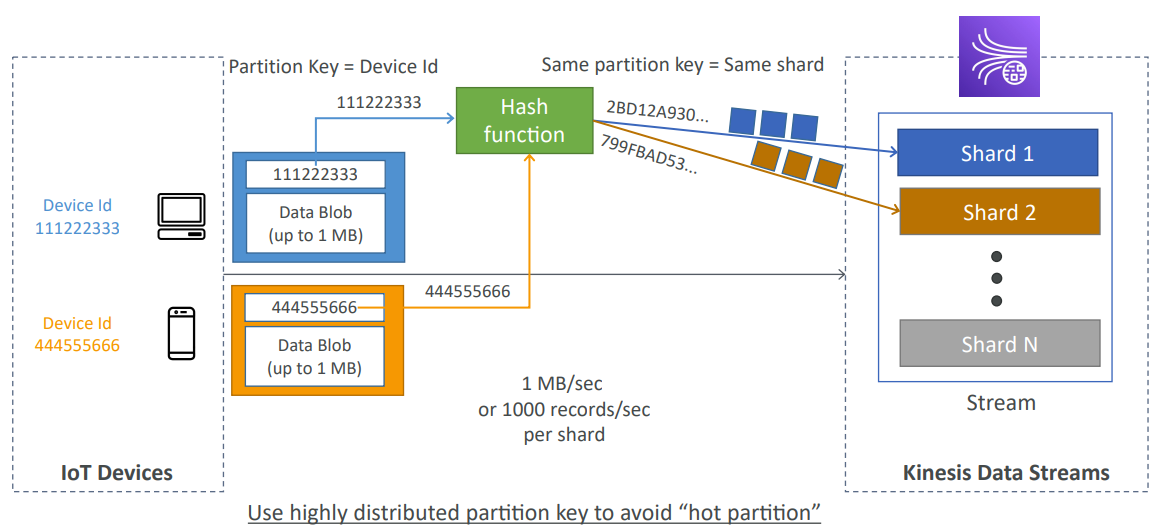 Partition Key = Device Id
Same partition key = Same shard
111222333
Hash
function
2BD12A930...
799FBAD53...
Shard 1
111222333
Data Blob
(up to 1 MB)
Device Id
111222333
Shard 2
444555666
444555666
Data Blob
(up to 1 MB)
Device Id
444555666
Shard N
1 MB/sec
or 1000 records/sec
per shard
Stream
IoT Devices
Kinesis Data Streams
Use highly distributed partition key to avoid “hot partition”